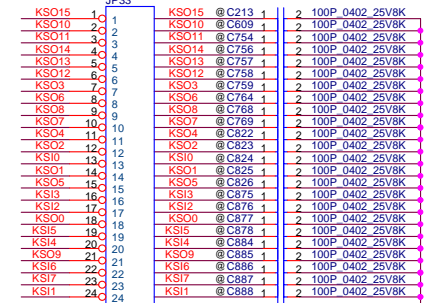 JP33
KSO15 1 1 KSO15 @C213 1 2 100P_0402_25V8K
KSO10 2 2 KSO10 @C609 1 2 100P_0402_25V8K
KSO11 3 3 KSO11 @C754 1 2 100P_0402_25V8K
KSO14 4 4 KSO14 @C756 1 2 100P_0402_25V8K
KSO13 5 5 KSO13 @C757 1 2 100P_0402_25V8K
KSO12 6 6 KSO12 @C758 1 2 100P_0402_25V8K
KSO3 7 7 KSO3 @C759 1 2 100P_0402_25V8K
KSO6 8 8 KSO6 @C764 1 2 100P_0402_25V8K
KSO8 9 9 KSO8 @C768 1 2 100P_0402_25V8K
KSO7 10 10 KSO7 @C769 1 2 100P_0402_25V8K
KSO4 11 11 KSO4 @C822 1 2 100P_0402_25V8K
KSO2 12 12 KSO2 @C823 1 2 100P_0402_25V8K
KSI0 13 13 KSI0 @C824 1 2 100P_0402_25V8K
KSO1 14 14 KSO1 @C825 1 2 100P_0402_25V8K
KSO5 15 15 KSO5 @C826 1 2 100P_0402_25V8K
KSI3 16 16 KSI3 @C875 1 2 100P_0402_25V8K
KSI2 17 17 KSI2 @C876 1 2 100P_0402_25V8K
KSO0 18 18 KSO0 @C877 1 2 100P_0402_25V8K
KSI5 19 19 KSI5 @C878 1 2 100P_0402_25V8K
KSI4 20 20 KSI4 @C884 1 2 100P_0402_25V8K
KSO9 21 21 KSO9 @C885 1 2 100P_0402_25V8K
KSI6 22 22 KSI6 @C886 1 2 100P_0402_25V8K
KSI7 23 23 KSI7 @C887 1 2 100P_0402_25V8K
KSI1 24 24 KSI1 @C888 1 2 100P_0402_25V8K